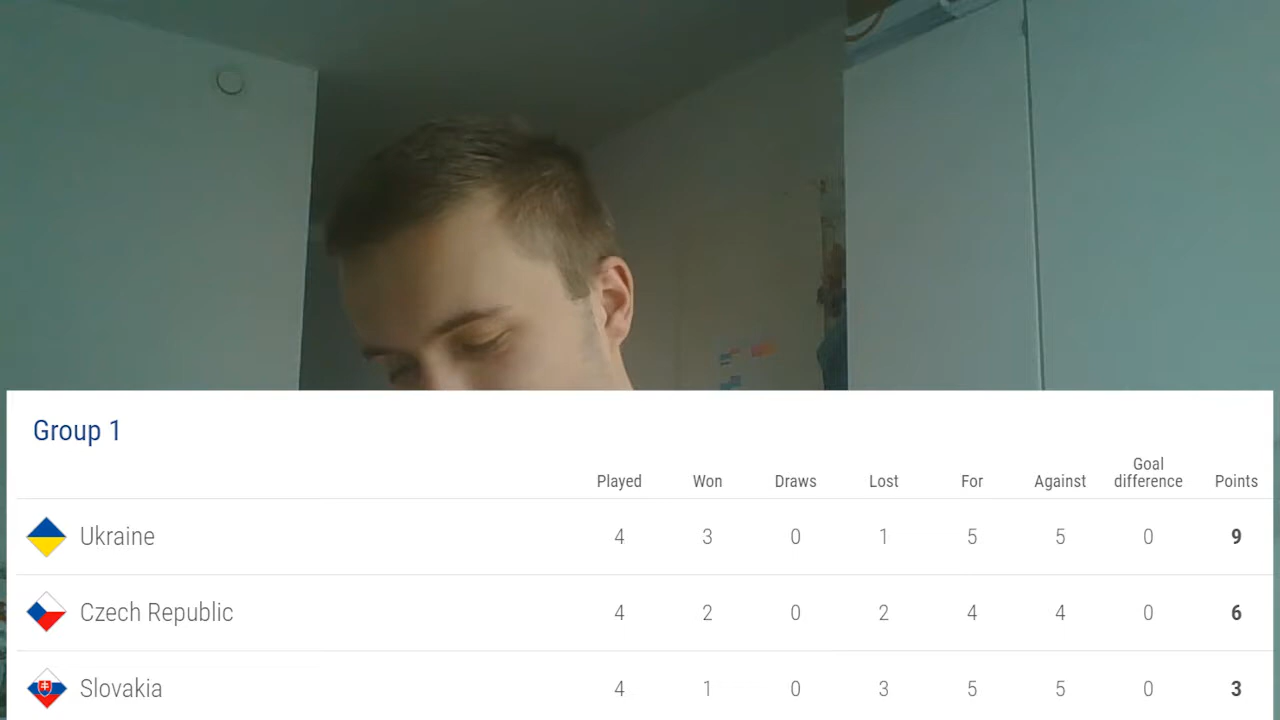 Group 1
Played Won Draws Lost For Against Goal difference Points
Ukraine 4 3 0 1 5 5 0 9
Czech Republic 4 2 0 2 4 4 0 6
Slovakia 4 1 0 3 5 5 0 3